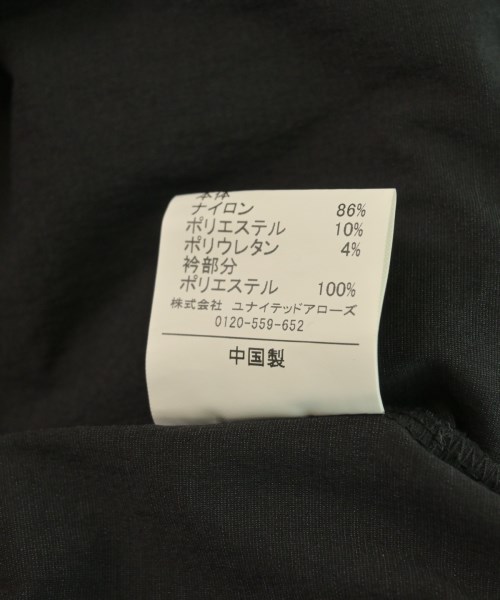 本体
ナイロン 86%
ポリエステル 10%
ポリウレタン 4%
衿部分
ポリエステル 100%
株式会社 ユナイテッドアローズ
0120-559-652
中国製